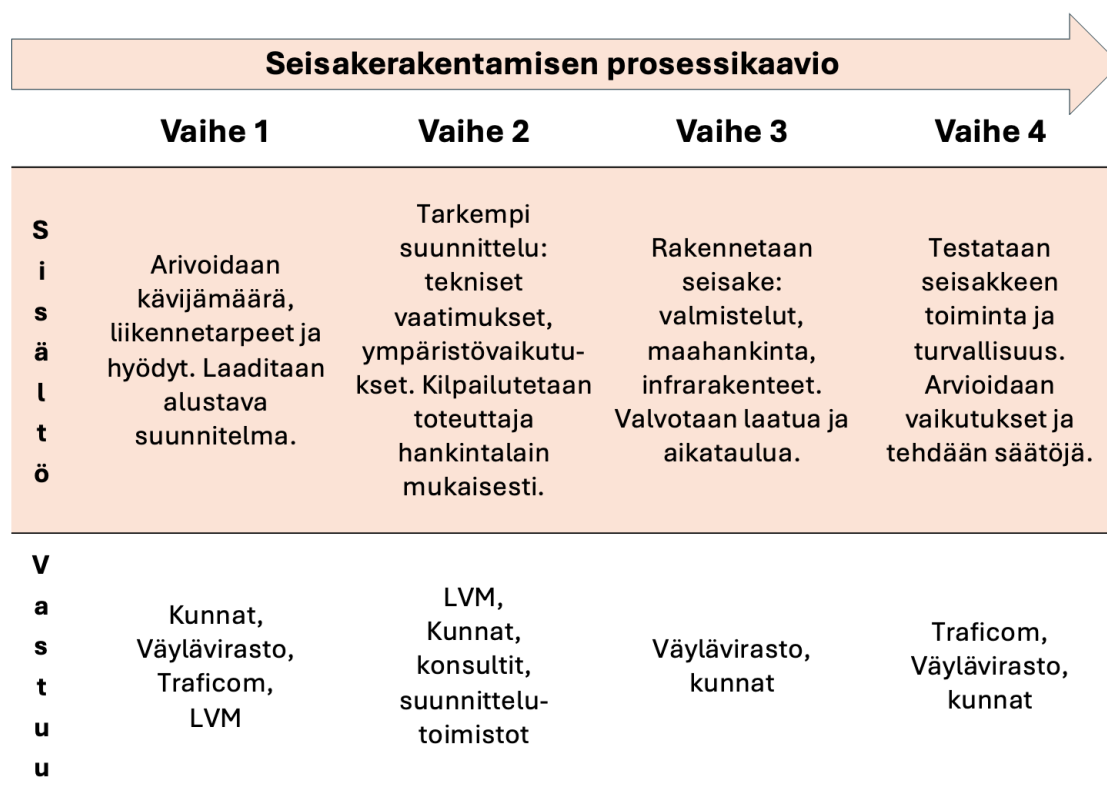 Seisakerakentamisen prosessikaavio
Vaihe 1
Vaihe 2
Vaihe 3
Vaihe 4
Sisältö
Arivoidaan
kävijämäärä,
liikennetarpeet ja
hyödyt. Laaditaan
alustava
suunnitelma.
Tarkempi
suunnittelu:
tekniset
vaatimukset,
ympäristövaikutu-
kset. Kilpailutetaan
toteuttaja
hankintalain
mukaisesti.
Rakennetaan
seisake:
valmistelut,
maahankinta,
infrarakenteet.
Valvotaan laatua ja
aikataulua.
Testataan
seisakkeen
toiminta ja
turvallisuus.
Arvioidaan
vaikutukset ja
tehdään säätöjä.
Vastuu
Kunnat,
Väylävirasto,
Traficom,
LVM
LVM,
Kunnat,
konsultit,
suunnittelu-
toimistot
Väylävirasto,
kunnat
Traficom,
Väylävirasto,
kunnat